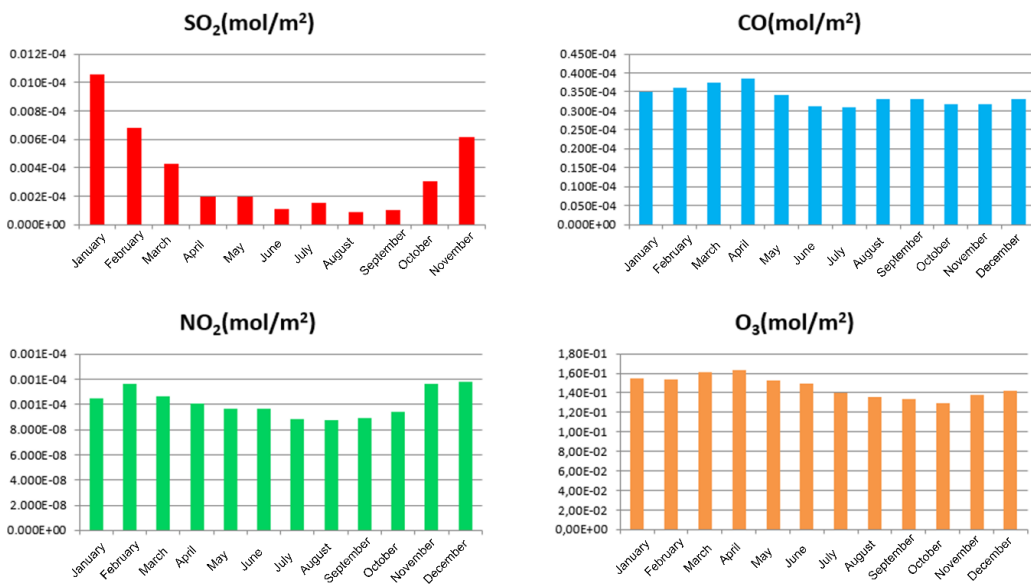 SO₂(mol/m²)
0.012E-04
0.010E-04
0.008E-04
0.006E-04
0.004E-04
0.002E-04
0.000E+00
January February March April May June July August September October November
CO(mol/m²)
0.450E-04
0.400E-04
0.350E-04
0.300E-04
0.250E-04
0.200E-04
0.150E-04
0.100E-04
0.050E-04
0.000E+00
January February March April May June July August September October November December
NO₂(mol/m²)
0.001E-04
0.001E-04
0.001E-04
8.000E-08
6.000E-08
4.000E-08
2.000E-08
0.000E+00
January February March April May June July August September October November December
O₃(mol/m²)
1,80E-01
1,60E-01
1,40E-01
1,20E-01
1,00E-01
8,00E-02
6,00E-02
4,00E-02
2,00E-02
0,00E+00
January February March April May June July August September October November December